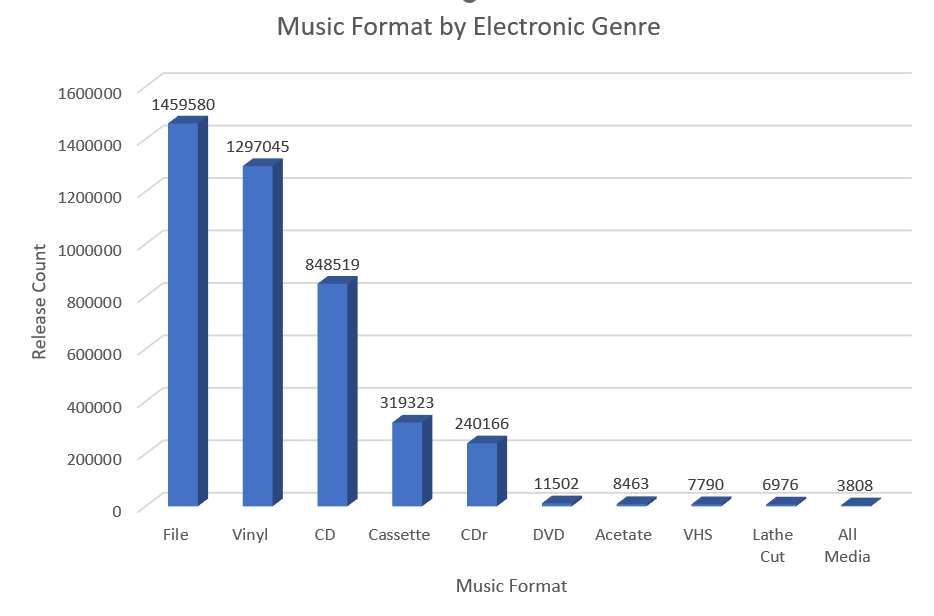 Music Format by Electronic Genre
1600000
1400000
1200000
1000000
800000
600000
400000
200000
0
Release Count
1459580
1297045
848519
319323
240166
11502
8463
7790
6976
3808
File
Vinyl
CD
Cassette
CDr
DVD
Acetate
VHS
Lathe
Cut
All
Media
Music Format